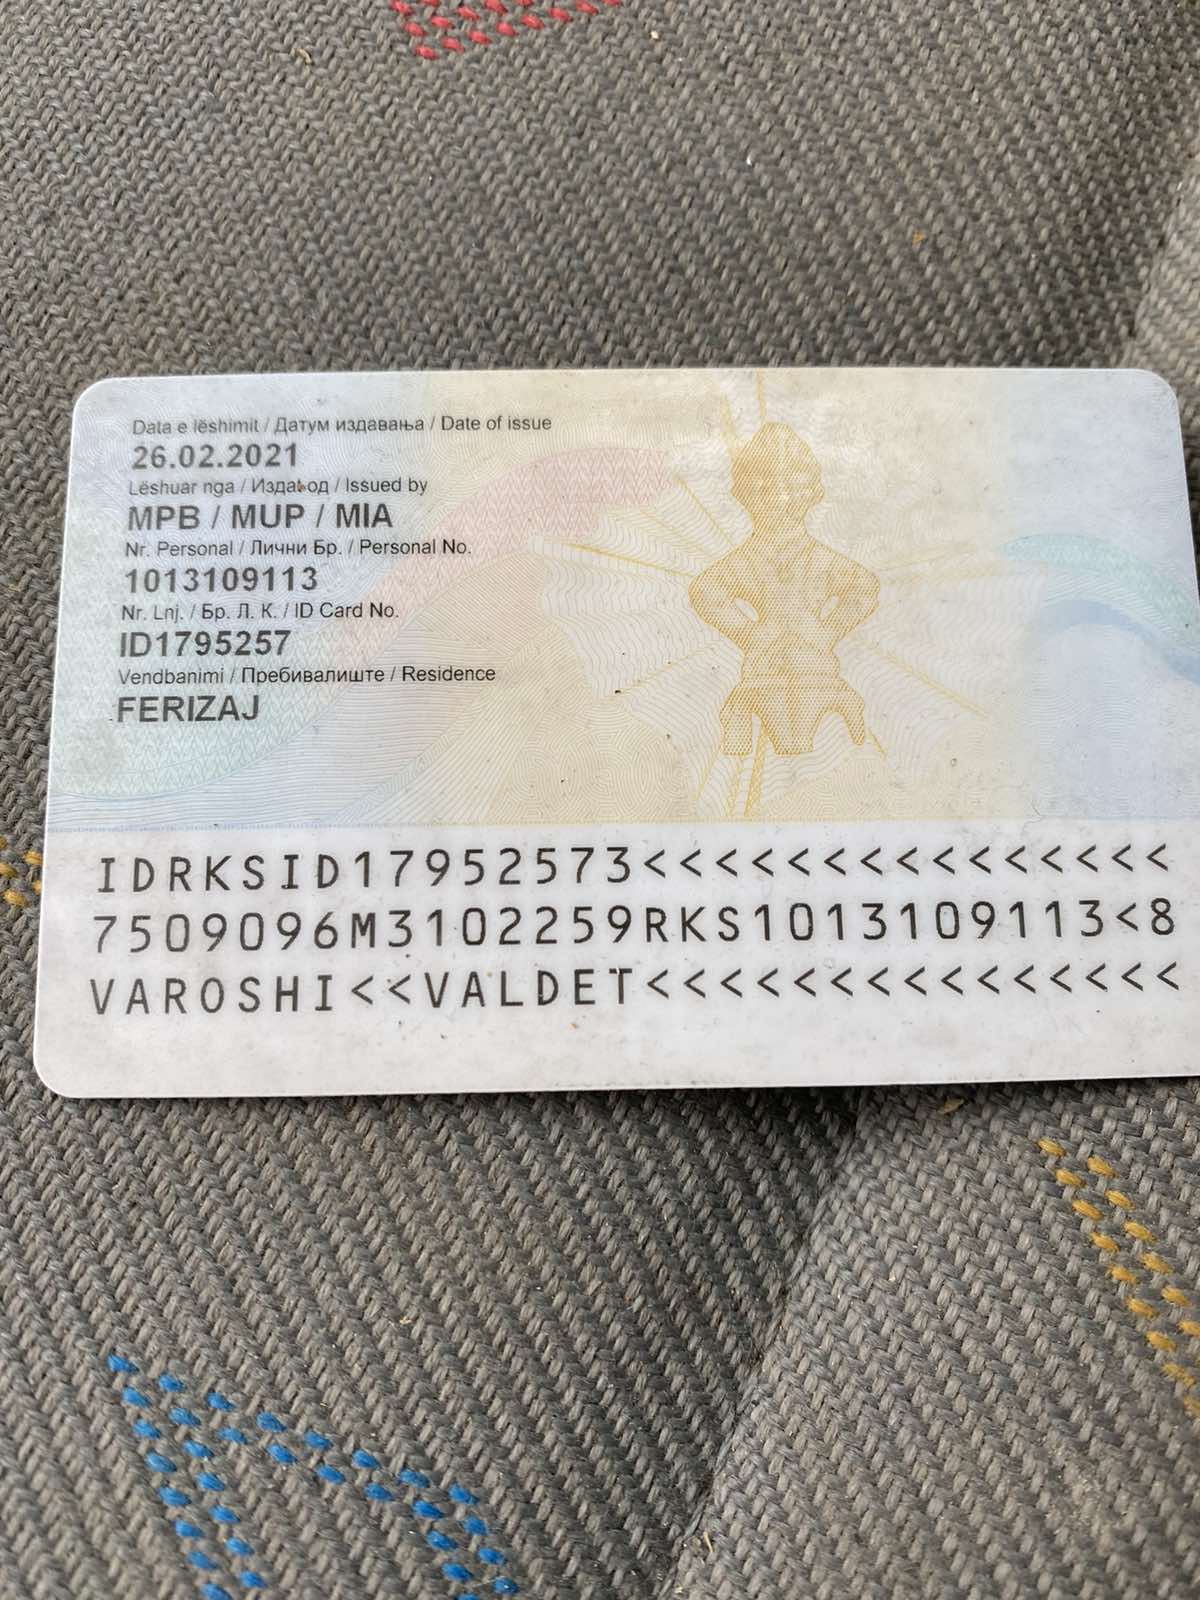 Data e lëshimit / Датум издавања / Date of issue
26.02.2021
Lëshuar nga / Издат од / Issued by
MPB / MUP / MIA
Nr. Personal / Лични Бр. / Personal No.
1013109113
Nr. Lnj. / Бр. Л. К. / ID Card No.
ID1795257
Vendbanimi / Пребивалиште / Residence
FERIZAJ
IDRKSID17952573<<<<<<<<<<<<<<<
7509096M3102259RKS1013109113<8
VAROSHI<<VALDET<<<<<<<<<<<<<<<